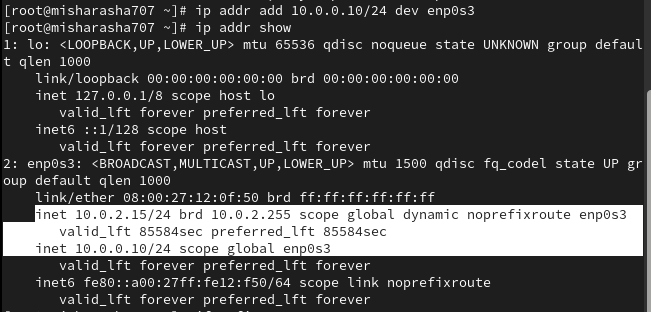 [root@misharasha707 ~]# ip addr add 10.0.0.10/24 dev enp0s3
[root@misharasha707 ~]# ip addr show
1: lo: <LOOPBACK,UP,LOWER_UP> mtu 65536 qdisc noqueue state UNKNOWN group defaul
t qlen 1000
    link/loopback 00:00:00:00:00:00 brd 00:00:00:00:00:00
    inet 127.0.0.1/8 scope host lo
       valid_lft forever preferred_lft forever
    inet6 ::1/128 scope host
       valid_lft forever preferred_lft forever
2: enp0s3: <BROADCAST,MULTICAST,UP,LOWER_UP> mtu 1500 qdisc fq_codel state UP gr
oup default qlen 1000
    link/ether 08:00:27:12:0f:50 brd ff:ff:ff:ff:ff:ff
    inet 10.0.2.15/24 brd 10.0.2.255 scope global dynamic noprefixroute enp0s3
       valid_lft 85584sec preferred_lft 85584sec
    inet 10.0.0.10/24 scope global enp0s3
       valid_lft forever preferred_lft forever
    inet6 fe80::a00:27ff:fe12:f50/64 scope link noprefixroute
       valid_lft forever preferred_lft forever